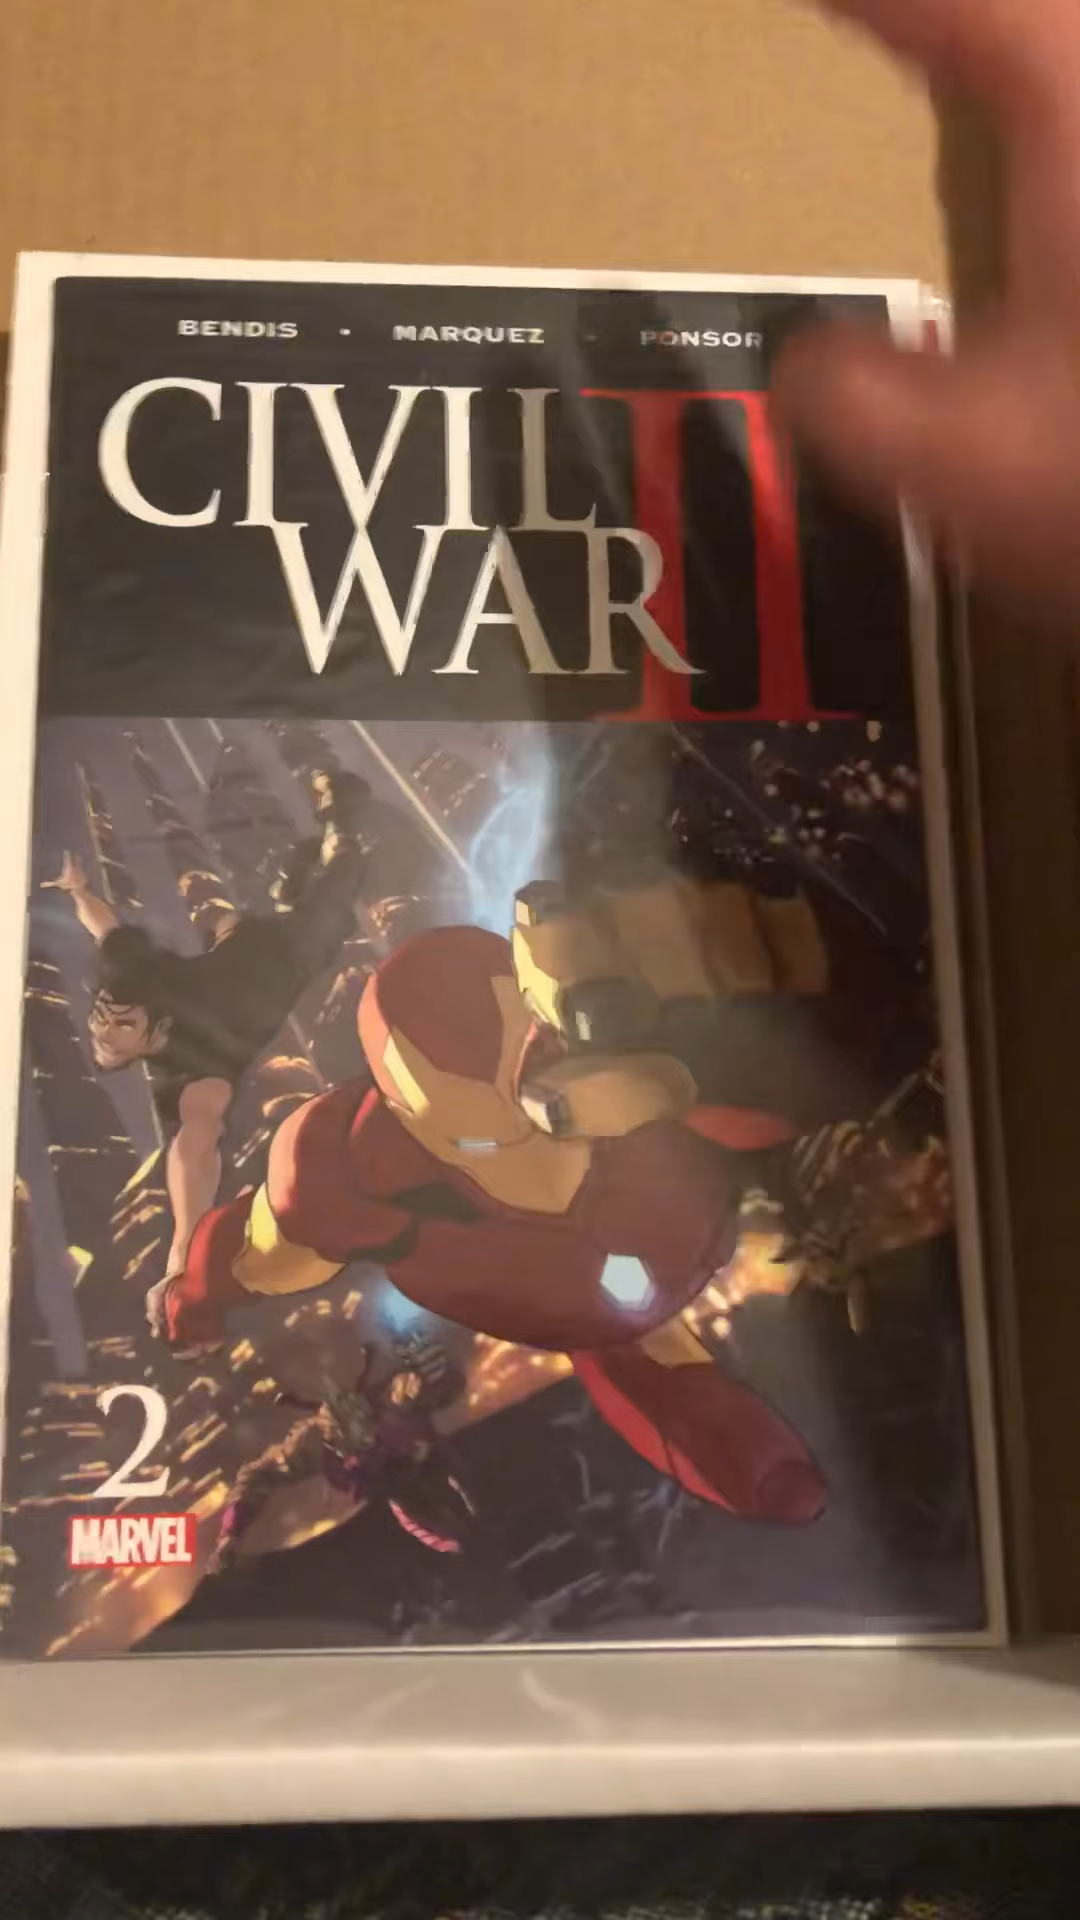 BENDIS • MARQUEZ • PONSOR
CIVIL
WAR II
2
MARVEL